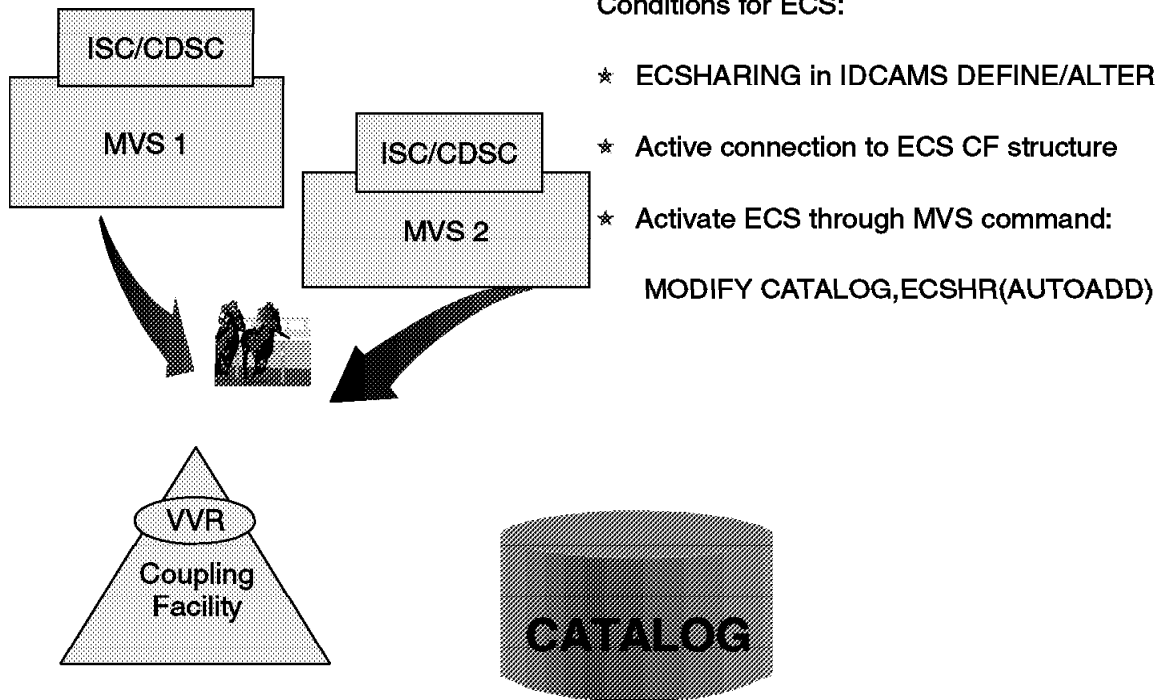 Conditions for ECS:
ISC/CDSC
MVS 1
ISC/CDSC
MVS 2
★ ECSHARING in IDCAMS DEFINE/ALTER
★ Active connection to ECS CF structure
★ Activate ECS through MVS command:
MODIFY CATALOG,ECSHR(AUTOADD)
VVR
Coupling
Facility
CATALOG